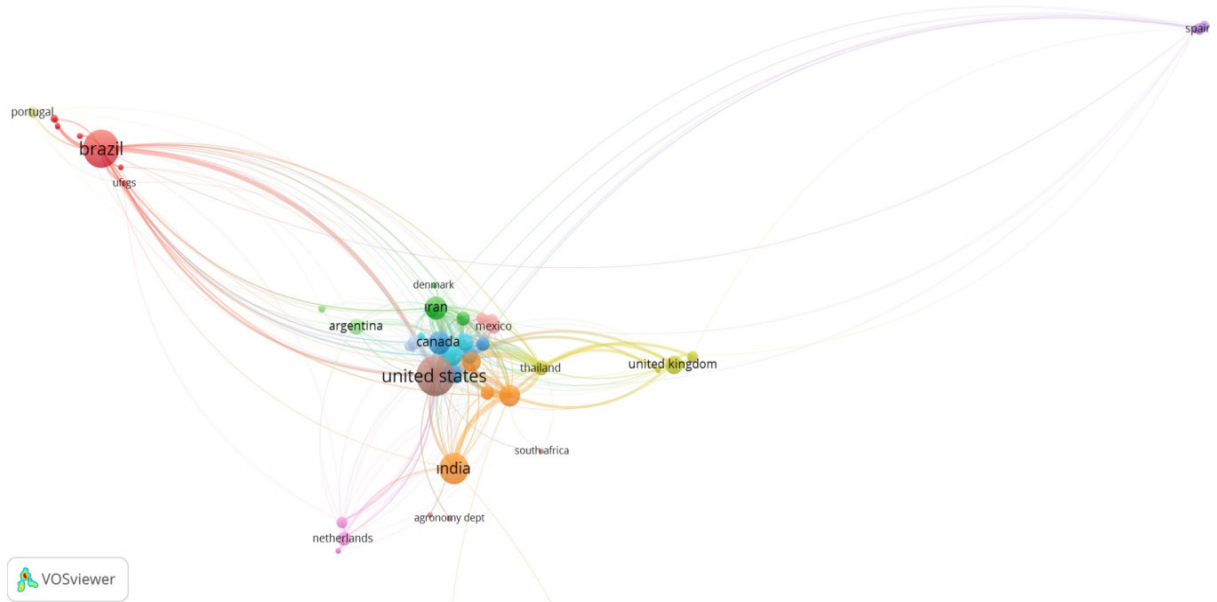 spain
portugal
brazil
ufrgs
denmark
iran
argentina
mexico
canada
united states
thailand
united kingdom
south africa
india
agronomy dept
netherlands
VOSviewer